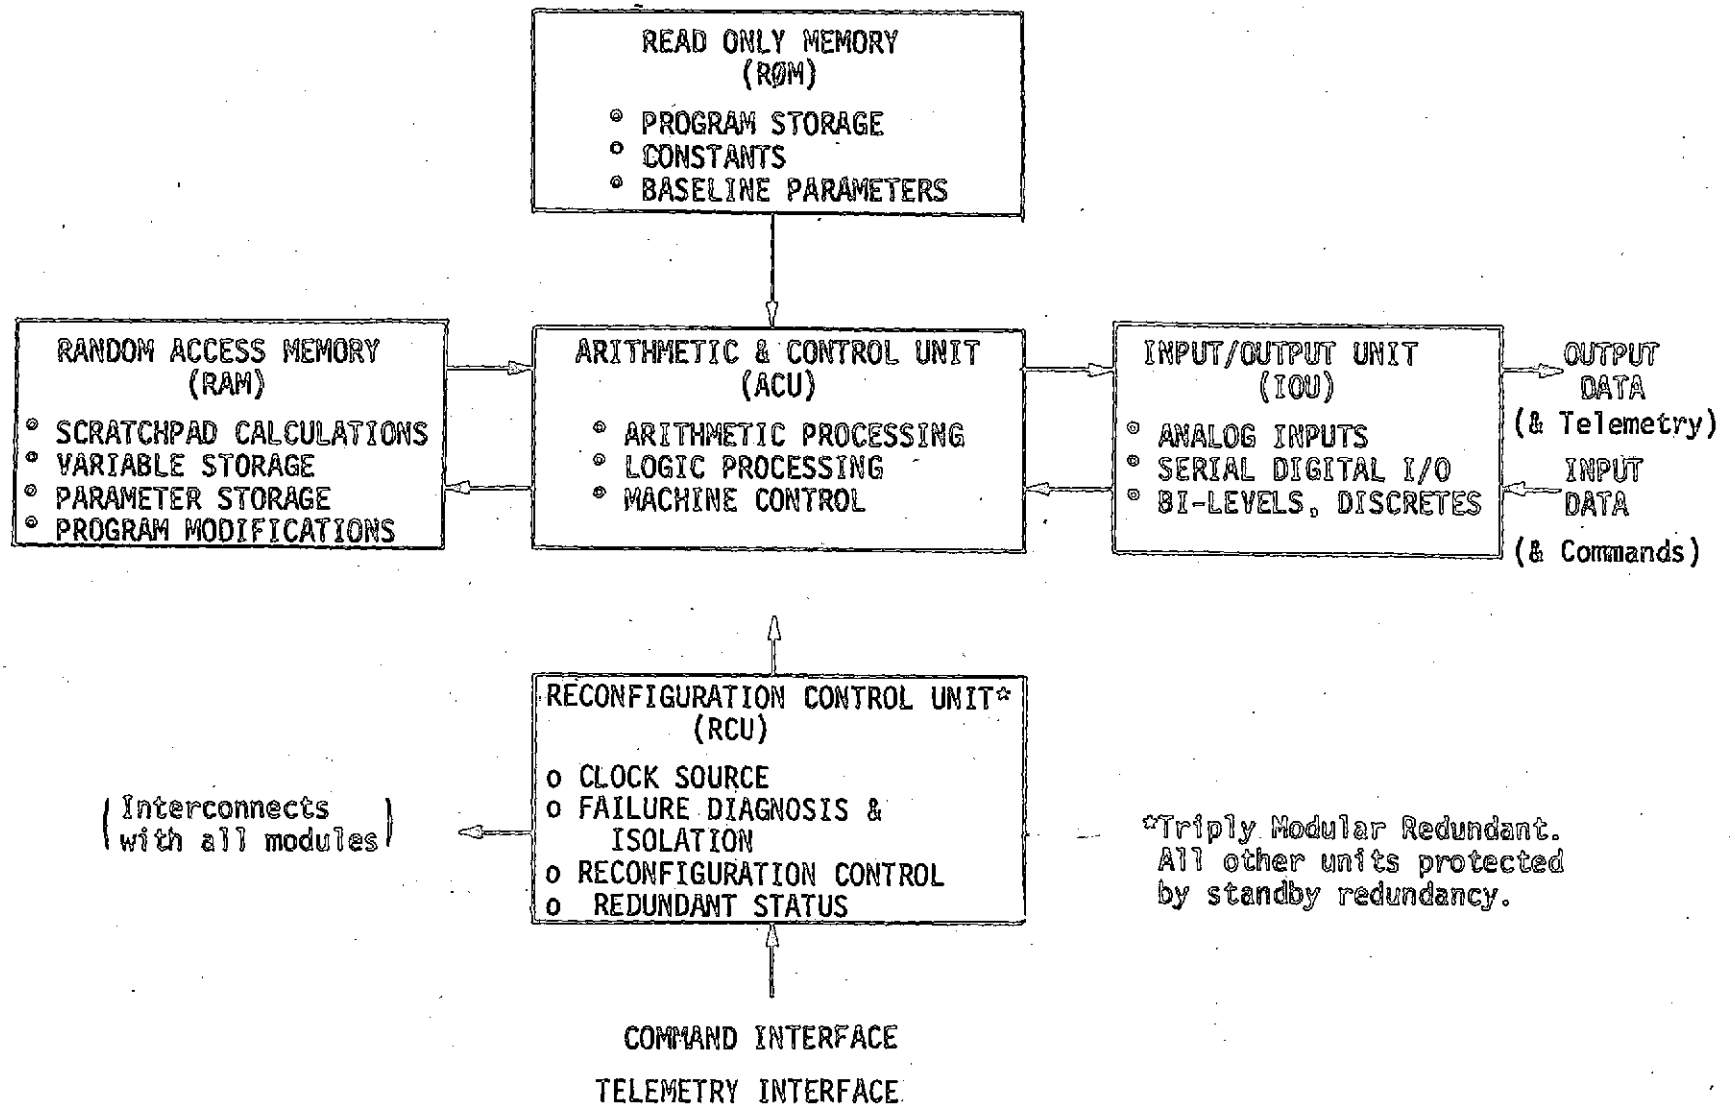 READ ONLY MEMORY
(RØM)
° PROGRAM STORAGE
° CONSTANTS
° BASELINE PARAMETERS
RANDOM ACCESS MEMORY
(RAM)
° SCRATCHPAD CALCULATIONS
° VARIABLE STORAGE
° PARAMETER STORAGE
° PROGRAM MODIFICATIONS
ARITHMETIC & CONTROL UNIT
(ACU)
° ARITHMETIC PROCESSING
° LOGIC PROCESSING
° MACHINE CONTROL
INPUT/OUTPUT UNIT
(IOU)
° ANALOG INPUTS
° SERIAL DIGITAL I/O
° BI-LEVELS, DISCRETES
OUTPUT
DATA
(& Telemetry)
INPUT
DATA
(& Commands)
RECONFIGURATION CONTROL UNIT*
(RCU)
o CLOCK SOURCE
o FAILURE DIAGNOSIS &
ISOLATION
o RECONFIGURATION CONTROL
o REDUNDANT STATUS
(Interconnects
with all modules)
*Triply Modular Redundant.
All other units protected
by standby redundancy.
COMMAND INTERFACE
TELEMETRY INTERFACE